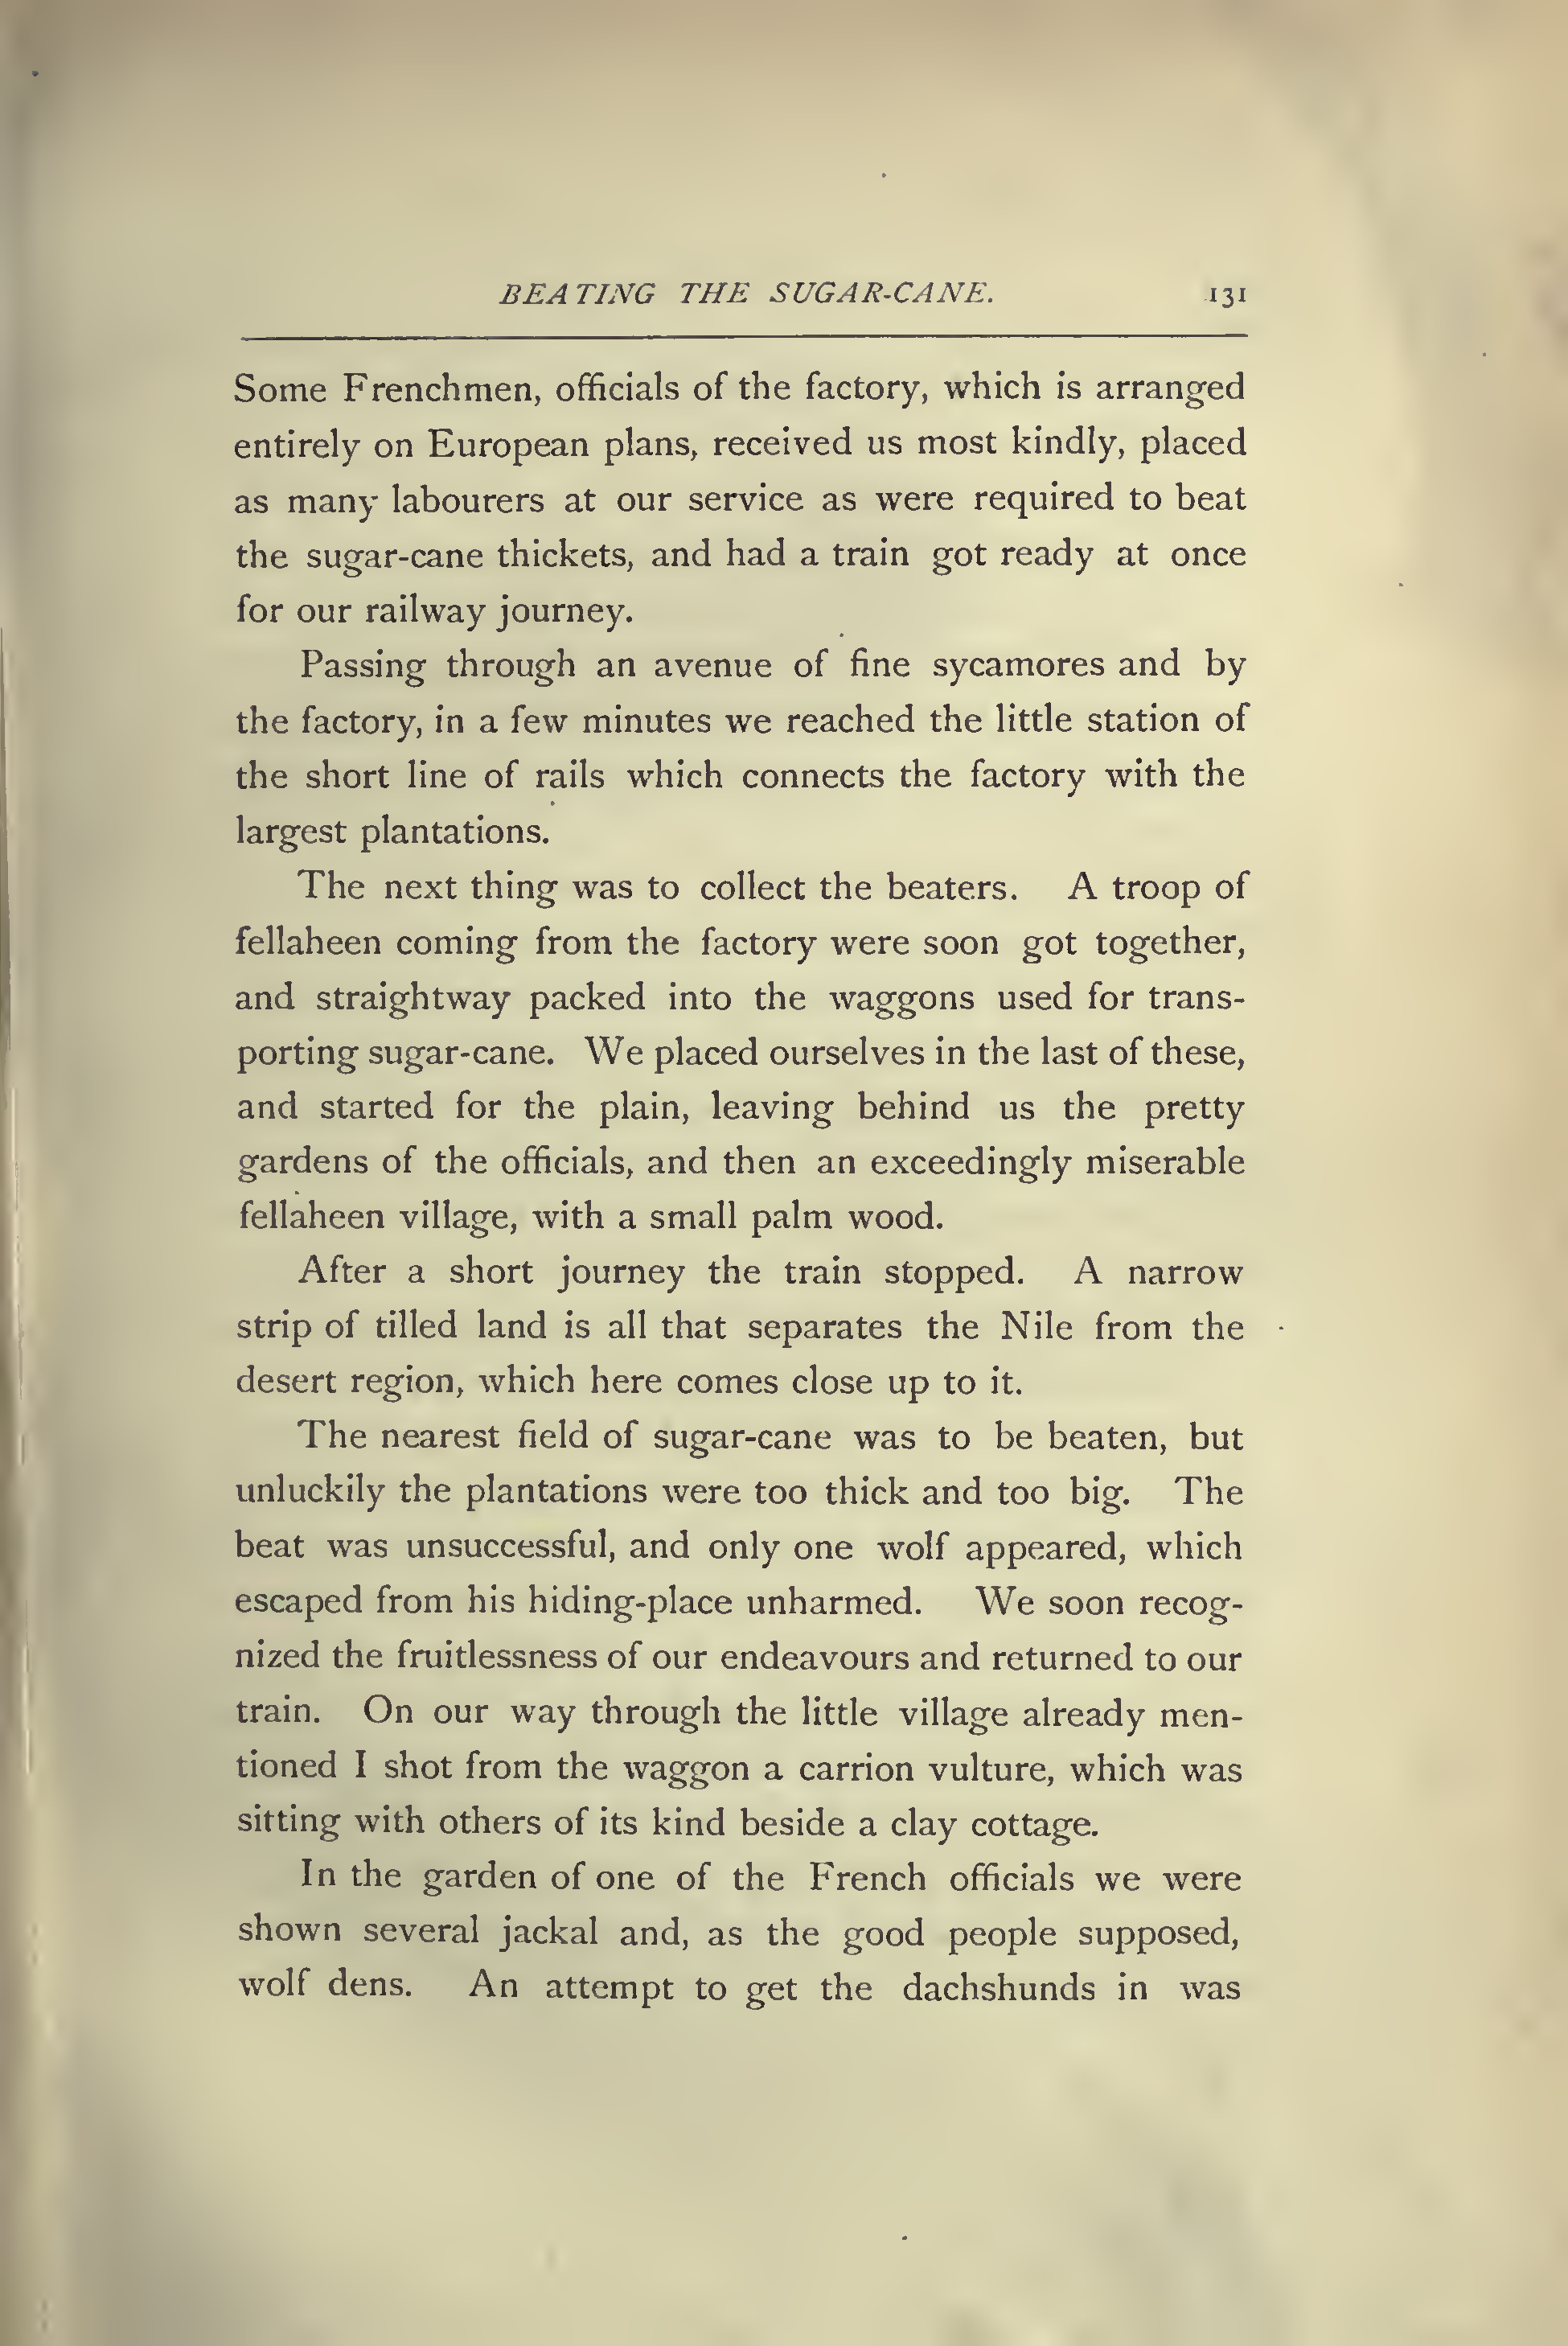 BEATING THE SUGAR-CANE. 131
Some Frenchmen, officials of the factory, which is arranged
entirely on European plans, received us most kindly, placed
as many labourers at our service as were required to beat
the sugar-cane thickets, and had a train got ready at once
for our railway journey.
Passing through an avenue of fine sycamores and by
the factory, in a few minutes we reached the little station of
the short line of rails which connects the factory with the
largest plantations.
The next thing was to collect the beaters. A troop of
fellaheen coming from the factory were soon got together,
and straightway packed into the waggons used for trans-
porting sugar-cane. We placed ourselves in the last of these,
and started for the plain, leaving behind us the pretty
gardens of the officials, and then an exceedingly miserable
fellaheen village, with a small palm wood.
After a short journey the train stopped. A narrow
strip of tilled land is all that separates the Nile from the
desert region, which here comes close up to it.
The nearest field of sugar-cane was to be beaten, but
unluckily the plantations were too thick and too big. The
beat was unsuccessful, and only one wolf appeared, which
escaped from his hiding-place unharmed. We soon recog-
nized the fruitlessness of our endeavours and returned to our
train. On our way through the little village already men-
tioned I shot from the waggon a carrion vulture, which was
sitting with others of its kind beside a clay cottage.
In the garden of one of the French officials we were
shown several jackal and, as the good people supposed,
wolf dens. An attempt to get the dachshunds in was